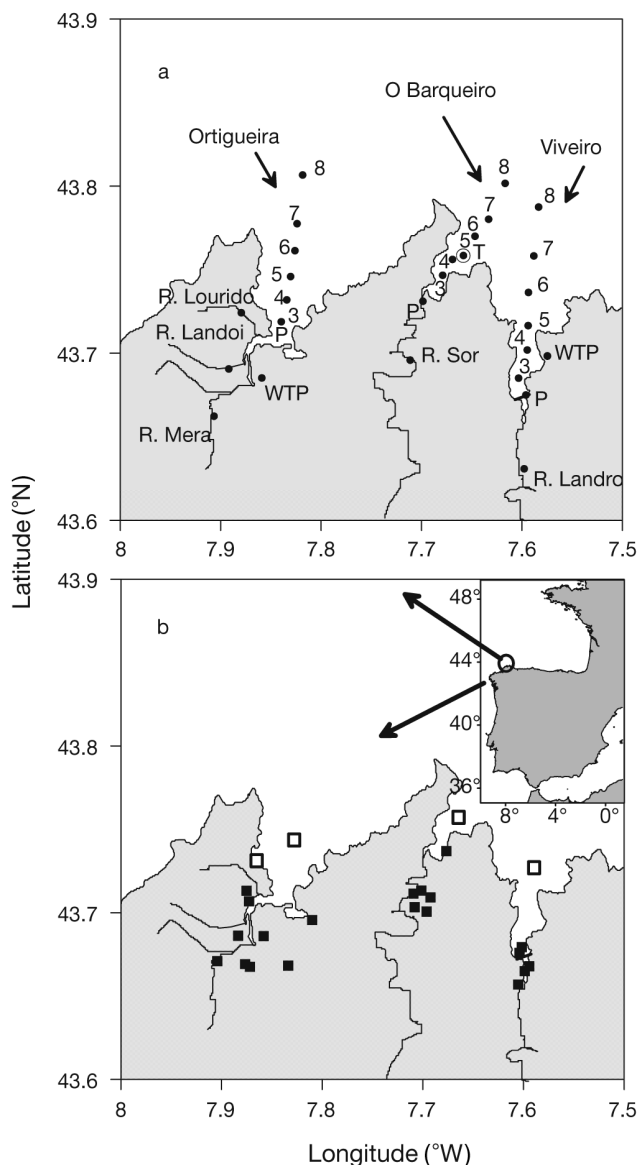 43.9
a
O Barqueiro
Ortigueira
Viveiro
8
8
8
43.8
7
7
6
5
T
7
6
4
5
3
6
R. Lourido
4
3
P
5
R. Landoi
P
4
WTP
43.7
R. Sor
3
WTP
P
R. Mera
R. Landro
43.6
8
7.9
7.8
7.7
7.6
7.5
Latitude (°N)
43.9
b
48°
44°
40°
36°
8°
4°
0°
43.8
43.7
43.6
8
7.9
7.8
7.7
7.6
7.5
Longitude (°W)